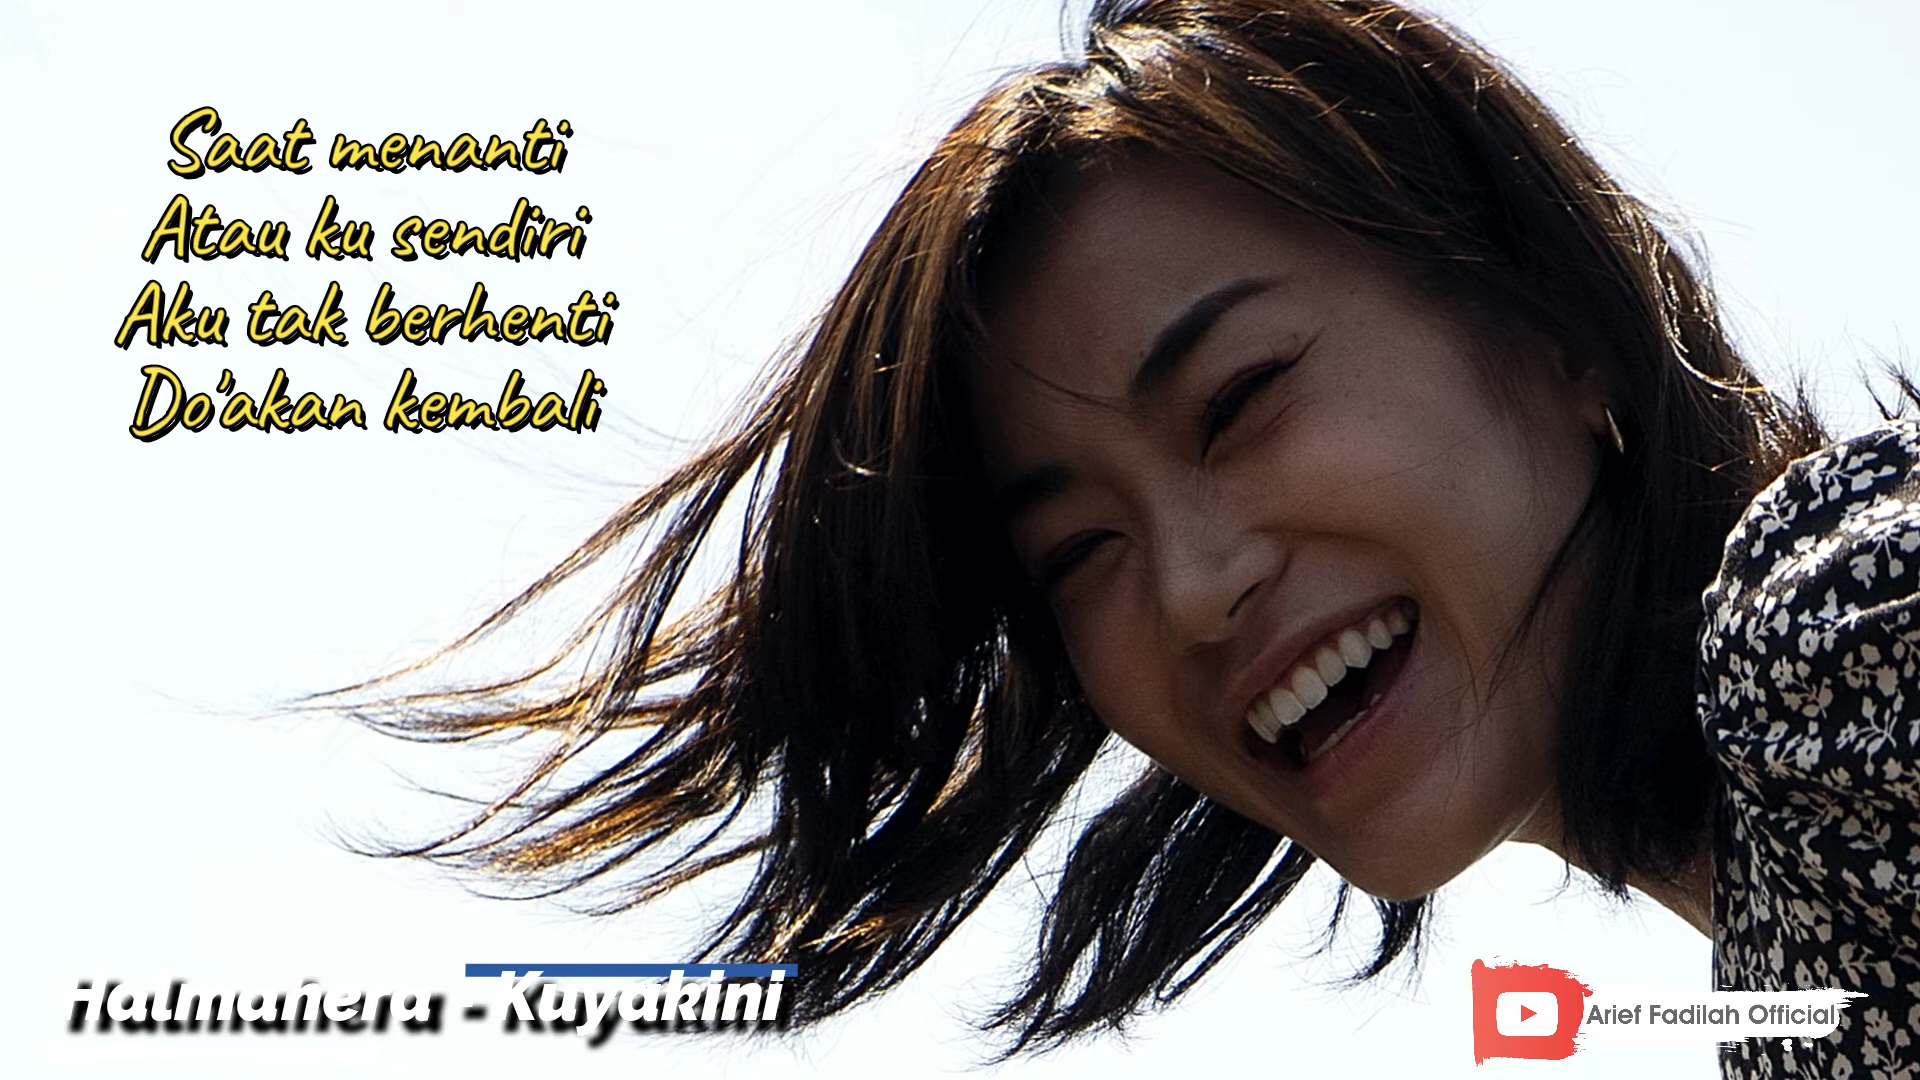 Saat menanti
Atau ku sendiri
Aku tak berhenti
Do'akan kembali
Halmahera - Kuyakini
Arief Fadilah Official